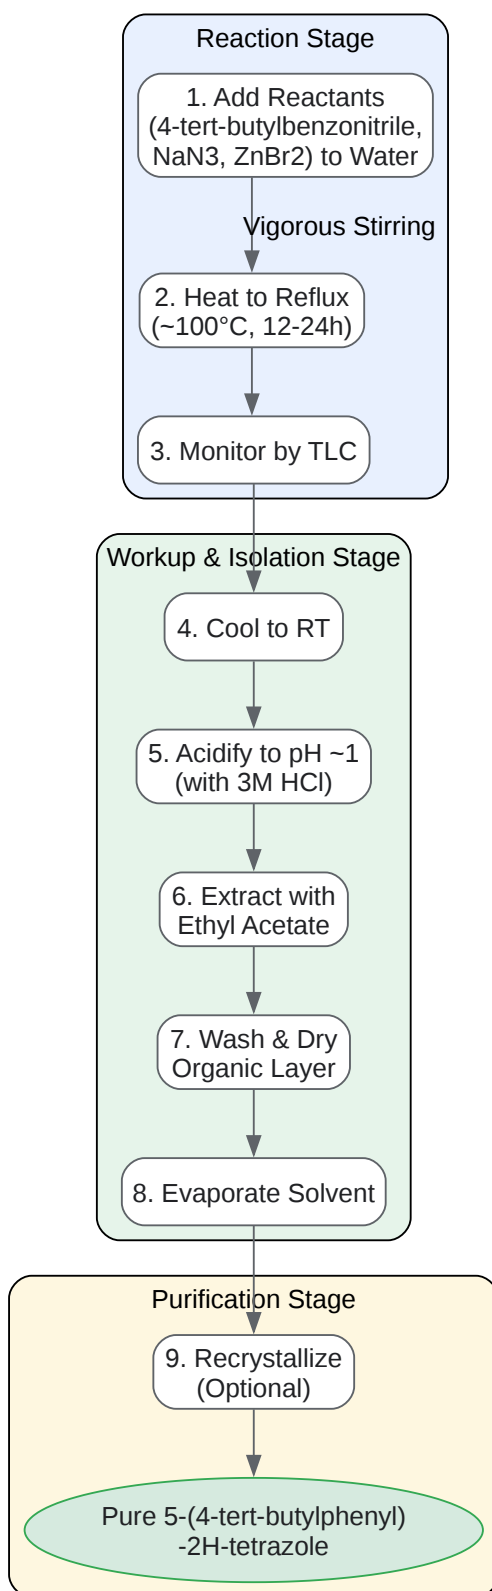 Reaction Stage
1. Add Reactants
(4-tert-butylbenzonitrile,
NaN3, ZnBr2) to Water
Vigorous Stirring
2. Heat to Reflux
(~100°C, 12-24h)
3. Monitor by TLC
Workup & Isolation Stage
4. Cool to RT
5. Acidify to pH ~1
(with 3M HCl)
6. Extract with
Ethyl Acetate
7. Wash & Dry
Organic Layer
8. Evaporate Solvent
Purification Stage
9. Recrystallize
(Optional)
Pure 5-(4-tert-butylphenyl)
-2H-tetrazole